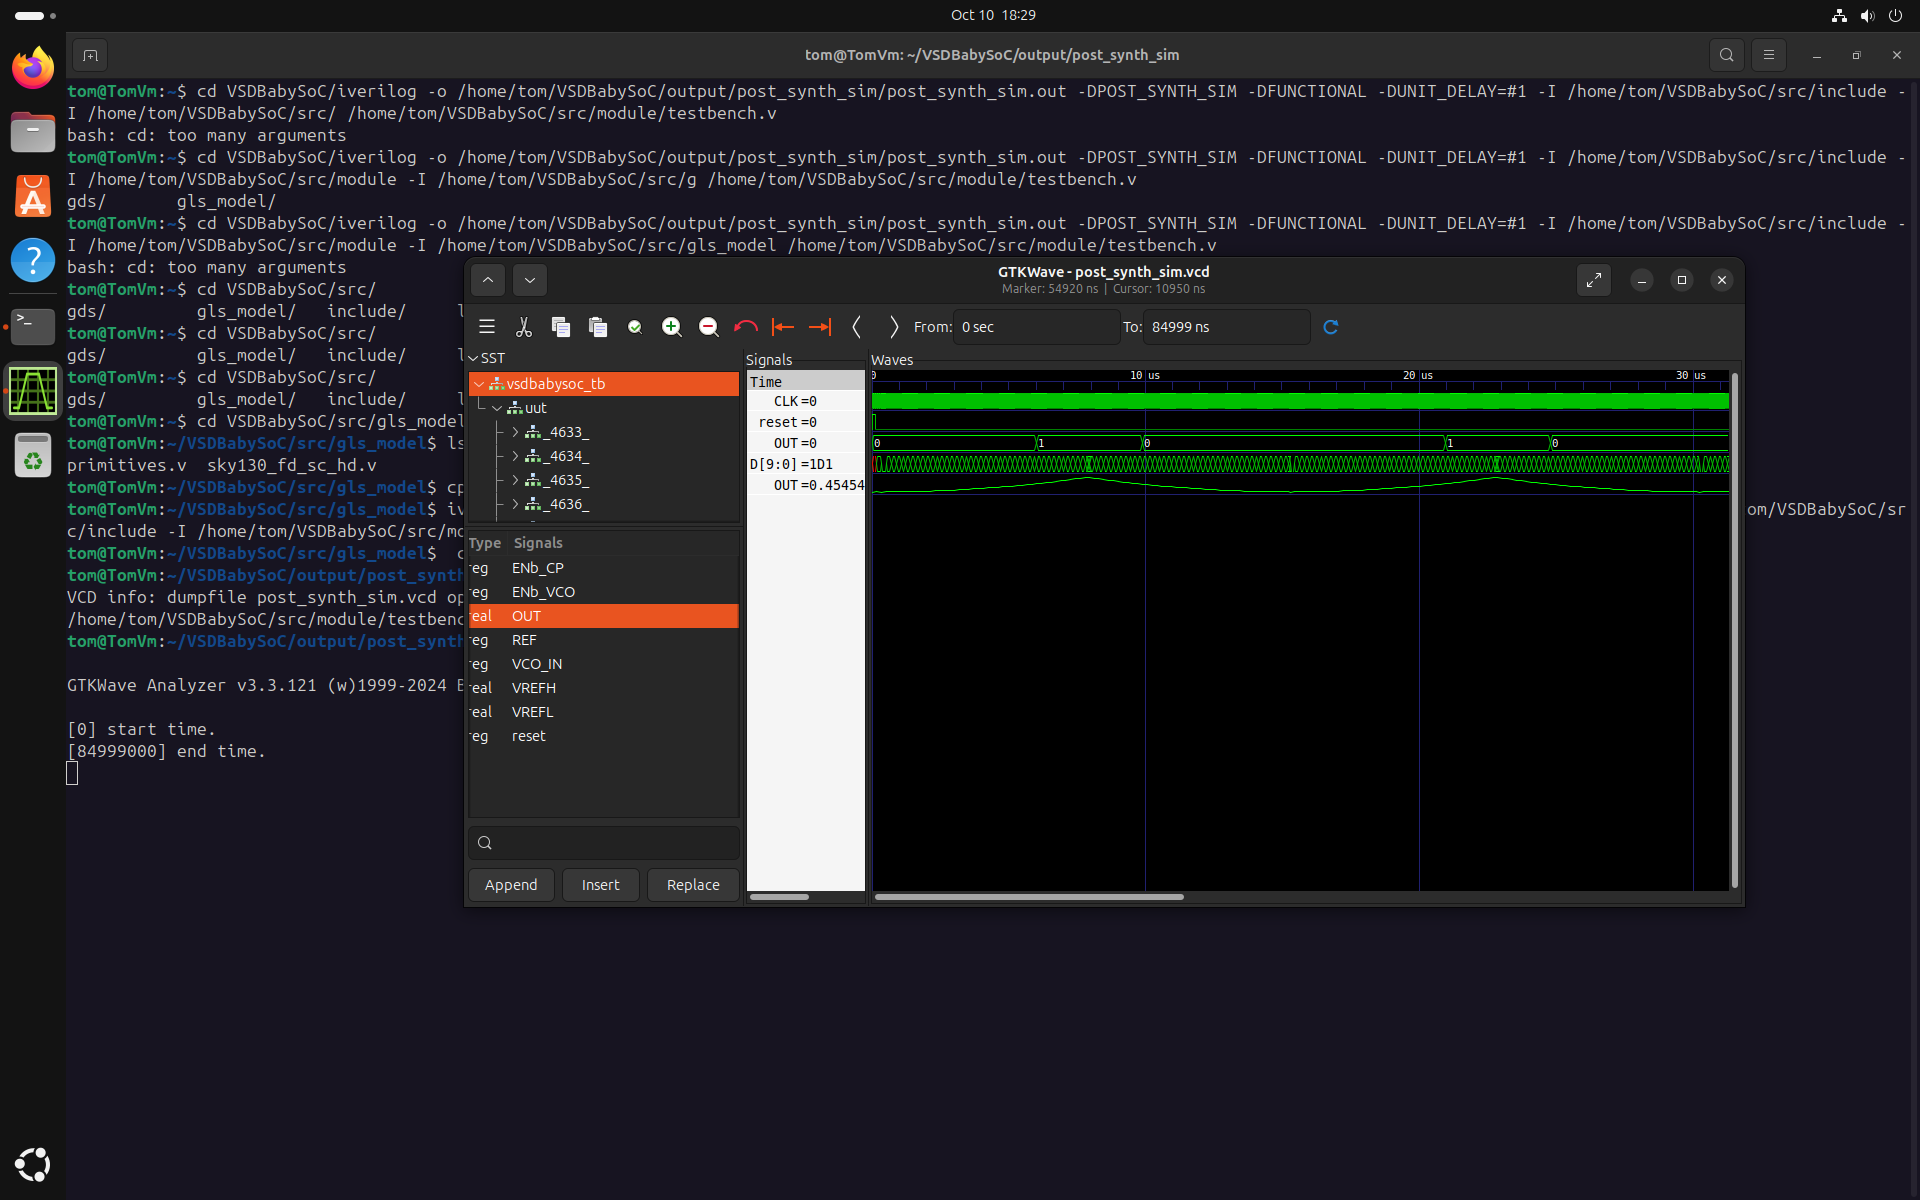 Oct 10 18:29
tom@TomVm: ~/VSDBabySoC/output/post_synth_sim
tom@TomVm:~$ cd VSDBabySoC/iverilog -o /home/tom/VSDBabySoC/output/post_synth_sim/post_synth_sim.out -DPOST_SYNTH_SIM -DFUNCTIONAL -DUNIT_DELAY=#1 -I /home/tom/VSDBabySoC/src/include -
I /home/tom/VSDBabySoC/src/ /home/tom/VSDBabySoC/src/module/testbench.v
bash: cd: too many arguments
tom@TomVm:~$ cd VSDBabySoC/iverilog -o /home/tom/VSDBabySoC/output/post_synth_sim/post_synth_sim.out -DPOST_SYNTH_SIM -DFUNCTIONAL -DUNIT_DELAY=#1 -I /home/tom/VSDBabySoC/src/include -
I /home/tom/VSDBabySoC/src/module -I /home/tom/VSDBabySoC/src/g /home/tom/VSDBabySoC/src/module/testbench.v
gds/ gls_model/
tom@TomVm:~$ cd VSDBabySoC/iverilog -o /home/tom/VSDBabySoC/output/post_synth_sim/post_synth_sim.out -DPOST_SYNTH_SIM -DFUNCTIONAL -DUNIT_DELAY=#1 -I /home/tom/VSDBabySoC/src/include -
I /home/tom/VSDBabySoC/src/module -I /home/tom/VSDBabySoC/src/gls_model /home/tom/VSDBabySoC/src/module/testbench.v
bash: cd: too many arguments
tom@TomVm:~$ cd VSDBabySoC/src/
gds/ gls_model/ include/ l
tom@TomVm:~$ cd VSDBabySoC/src/
gds/ gls_model/ include/ l
tom@TomVm:~$ cd VSDBabySoC/src/
gds/ gls_model/ include/ l
tom@TomVm:~$ cd VSDBabySoC/src/gls_model
tom@TomVm:~/VSDBabySoC/src/gls_model$ ls
primitives.v sky130_fd_sc_hd.v
tom@TomVm:~/VSDBabySoC/src/gls_model$ cp
tom@TomVm:~/VSDBabySoC/src/gls_model$ iv om/VSDBabySoC/sr
c/include -I /home/tom/VSDBabySoC/src/mo
tom@TomVm:~/VSDBabySoC/src/gls_model$ c
tom@TomVm:~/VSDBabySoC/output/post_synth
VCD info: dumpfile post_synth_sim.vcd op
/home/tom/VSDBabySoC/src/module/testbenc
tom@TomVm:~/VSDBabySoC/output/post_synth
GTKWave Analyzer v3.3.121 (w)1999-2024 B
[0] start time.
[84999000] end time.
GTKWave - post_synth_sim.vcd
Marker: 54920 ns | Cursor: 10950 ns
From: 0 sec To: 84999 ns
SST
vsdbabysoc_tb
uut
_4633_
_4634_
_4635_
_4636_
Type Signals
reg ENb_CP
reg ENb_VCO
real OUT
reg REF
reg VCO_IN
real VREFH
real VREFL
reg reset
Append Insert Replace
Signals
Time
CLK =0
reset =0
OUT =0
D[9:0] =1D1
OUT =0.45454
Waves
0 10 us 20 us 30 us
0 1 0 1 0